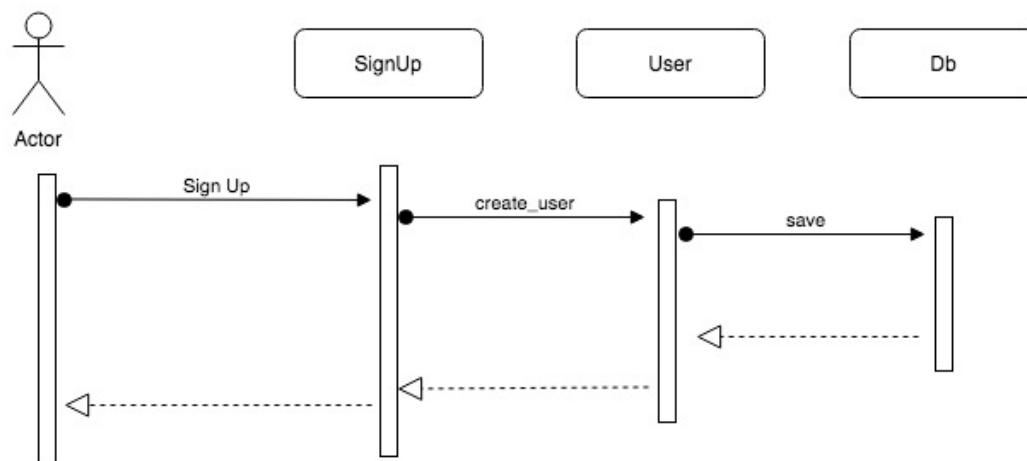 SignUp
User
Db
Actor
Sign Up
create_user
save